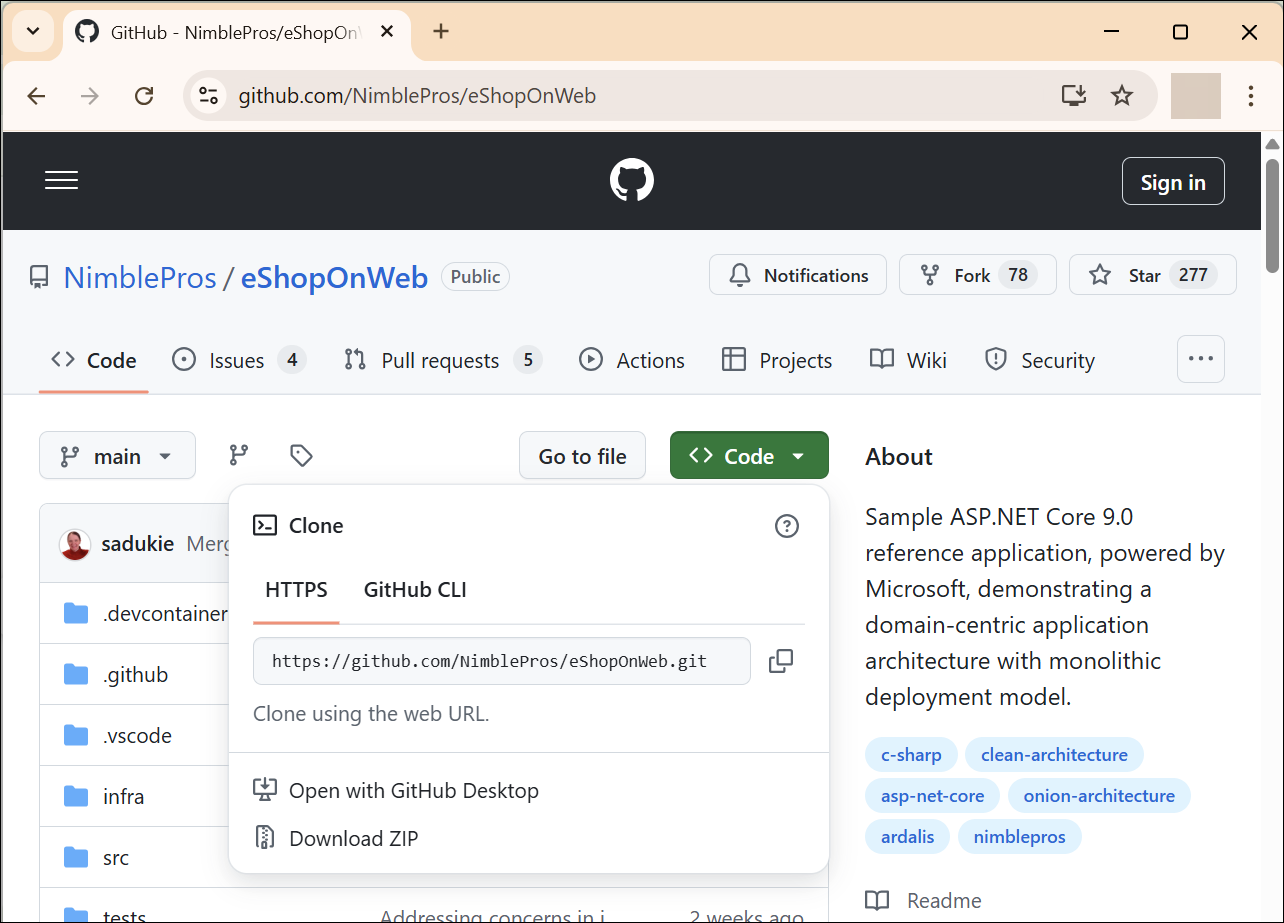 GitHub - NimblePros/eShopOn
github.com/NimblePros/eShopOnWeb
Sign in
NimblePros / eShopOnWeb Public
Notifications Fork 78 Star 277
Code Issues 4 Pull requests 5 Actions Projects Wiki Security
main Go to file Code
Clone
HTTPS GitHub CLI
https://github.com/NimblePros/eShopOnWeb.git
Clone using the web URL.
Open with GitHub Desktop
Download ZIP
sadukie Merg
.devcontainer
.github
.vscode
infra
src
tests Addressing concerns in i 2 weeks ago
About
Sample ASP.NET Core 9.0
reference application, powered by
Microsoft, demonstrating a
domain-centric application
architecture with monolithic
deployment model.
c-sharp clean-architecture
asp-net-core onion-architecture
ardalis nimblepros
Readme